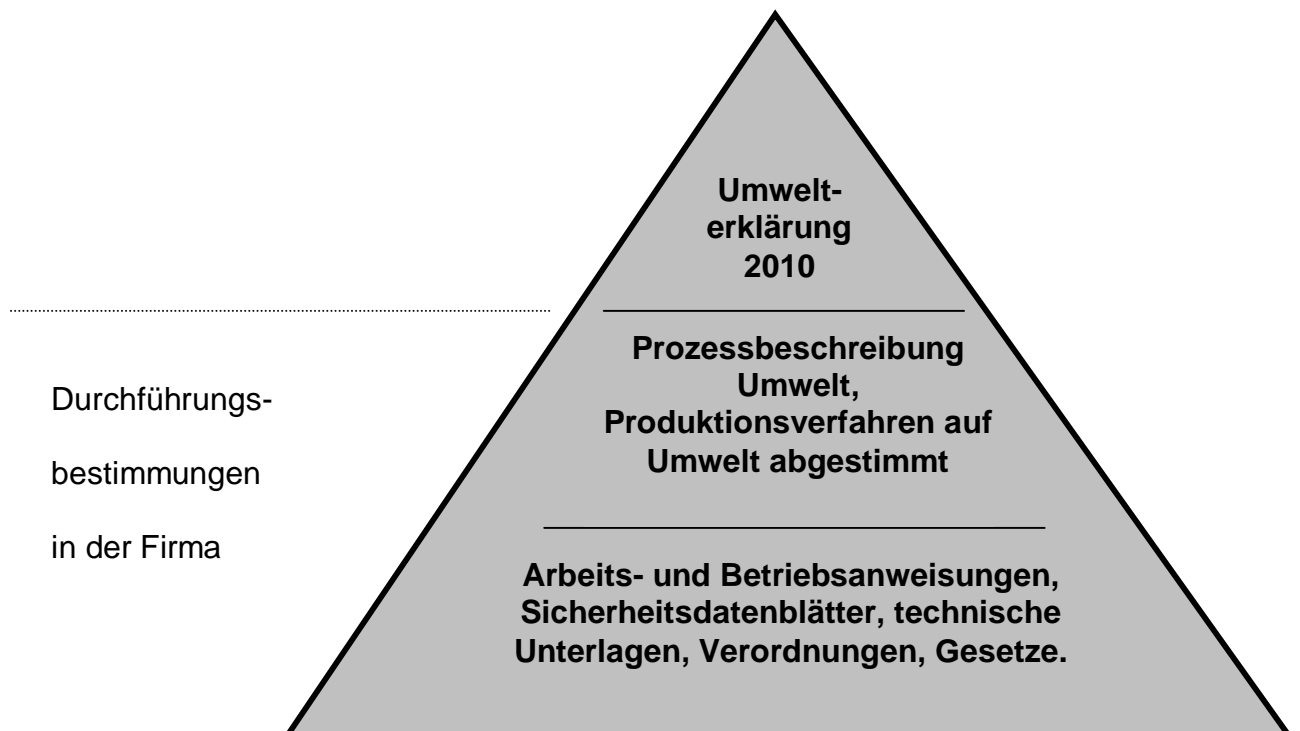 Umwelt-
erklärung
2010
Prozessbeschreibung
Umwelt,
Produktionsverfahren auf
Umwelt abgestimmt
Durchführungs-
bestimmungen
in der Firma
Arbeits- und Betriebsanweisungen,
Sicherheitsdatenblätter, technische
Unterlagen, Verordnungen, Gesetze.